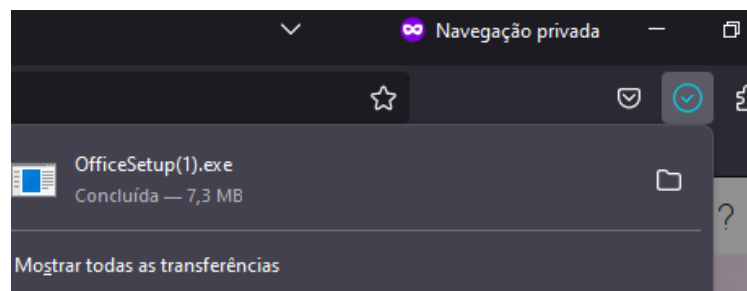 Navegação privada
OfficeSetup(1).exe
Concluída — 7,3 MB
?
Mostrar todas as transferências